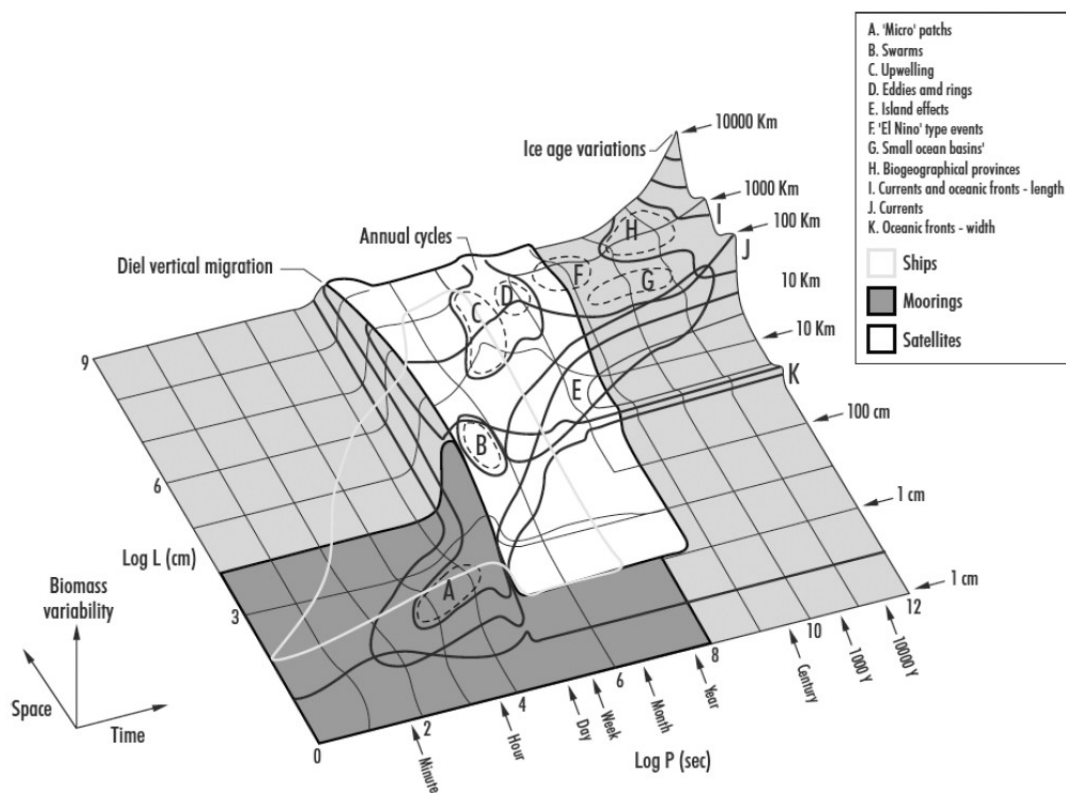 A. 'Micro' patchs
B. Swarms
C. Upwelling
D. Eddies amd rings
E. Island effects
F. 'El Nino' type events
G. Small ocean basins'
H. Biogeographical provinces
I. Currents and oceanic fronts - length
J. Currents
K. Oceanic fronts - width
Ships
Moorings
Satellites
10000 Km
Ice age variations
1000 Km
I
100 Km
J
H
Annual cycles
Diel vertical migration
F
G
10 Km
D
C
10 Km
9
E
K
100 cm
B
6
1 cm
Log L (cm)
A
1 cm
Biomass
variability
3
12
10
10000 Y
1000 Y
Century
8
Year
Space
Time
6
Month
Week
Day
4
Hour
2
Minute
0
Log P (sec)